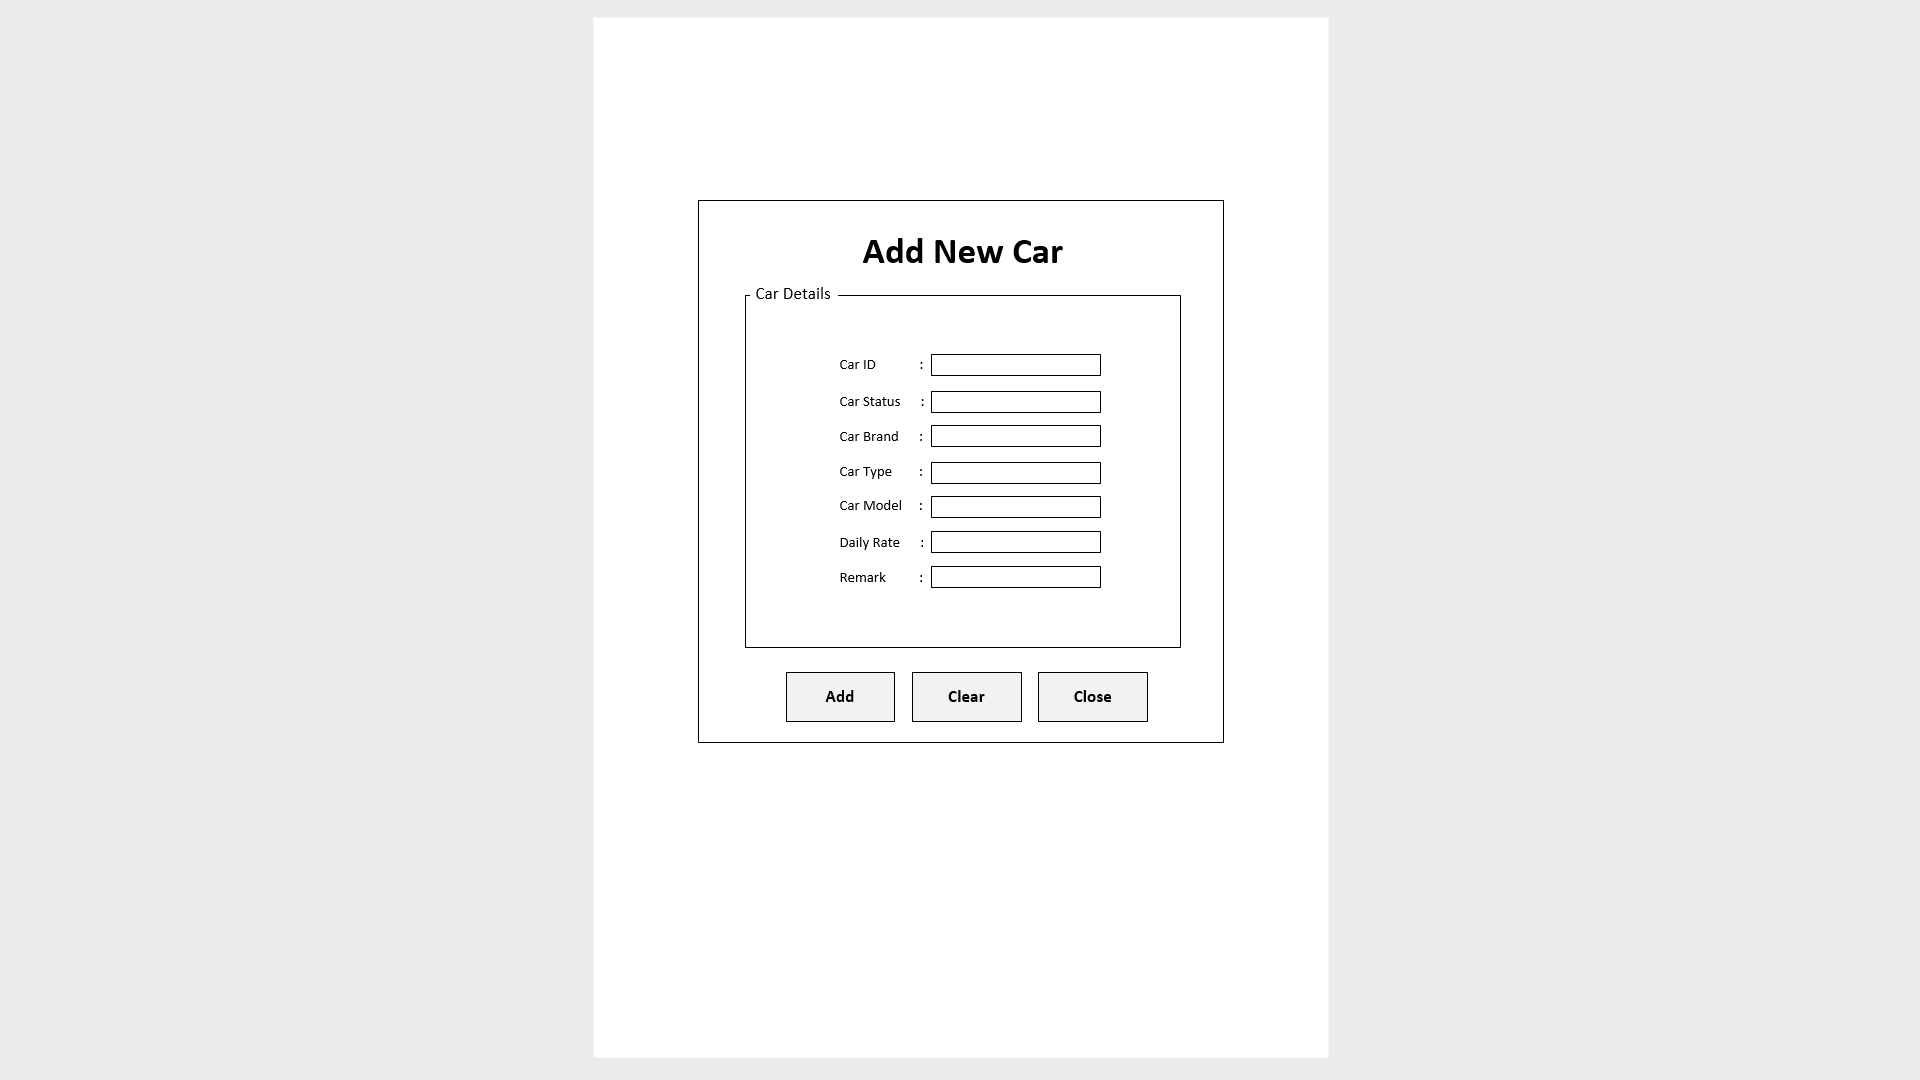 Add New Car
Car Details
Car ID :
Car Status :
Car Brand :
Car Type :
Car Model :
Daily Rate :
Remark :
Add Clear Close